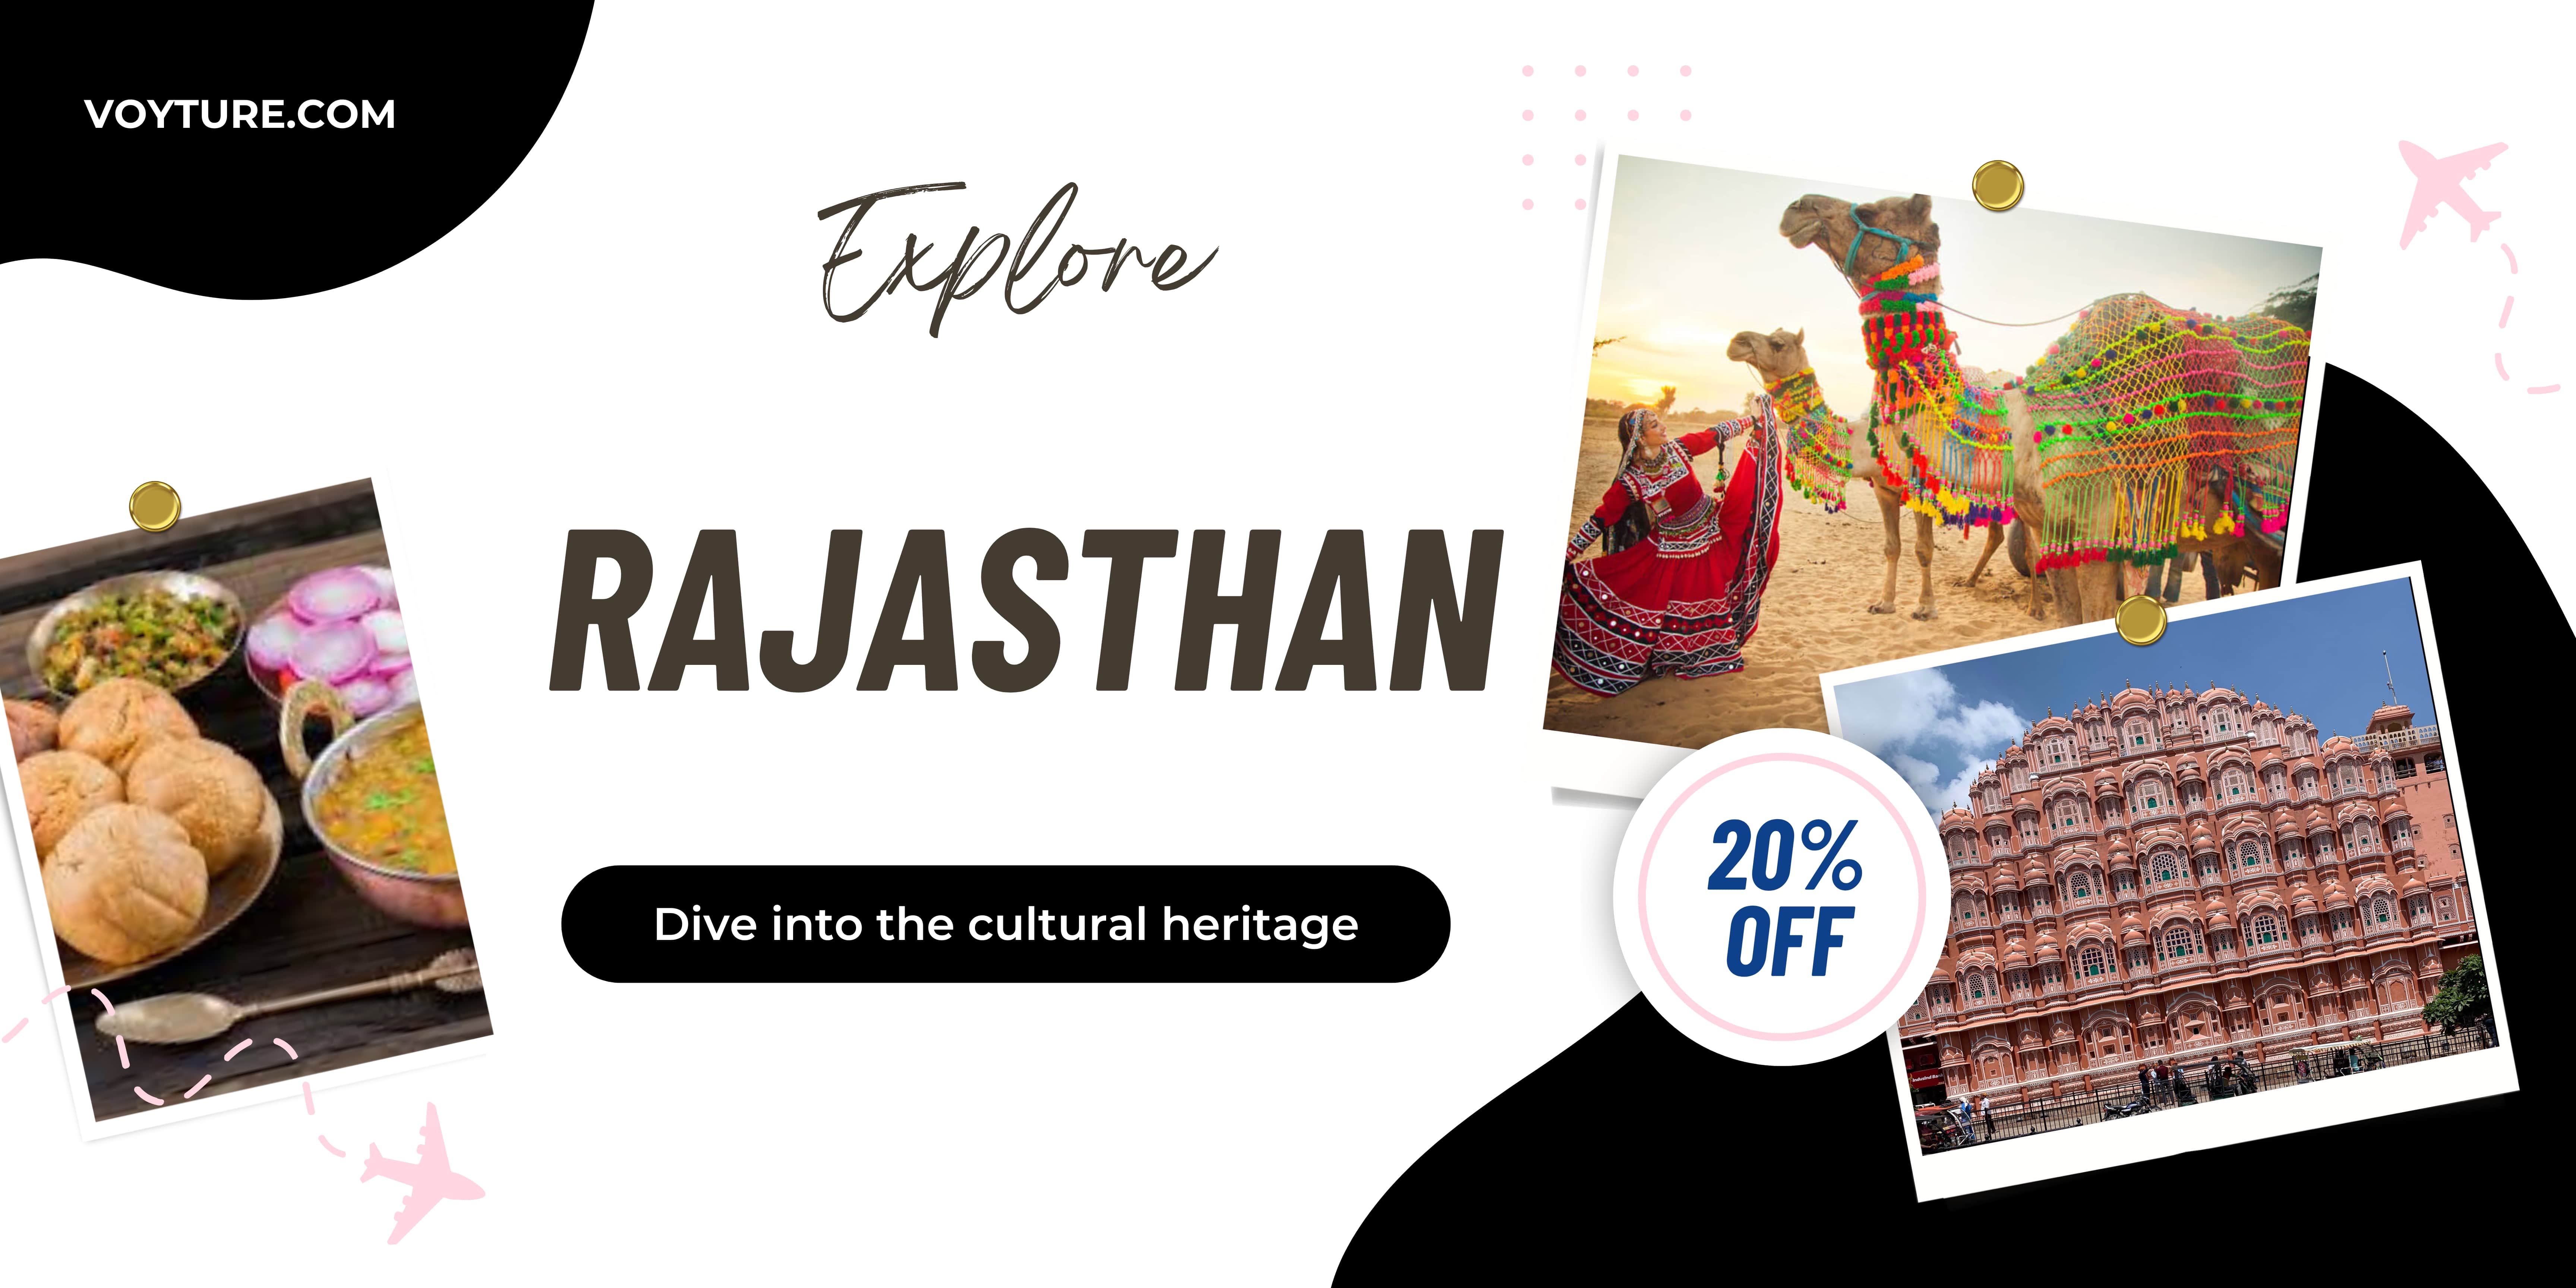 VOYTURE.COM
Explore
RAJASTHAN
Dive into the cultural heritage
20%
OFF